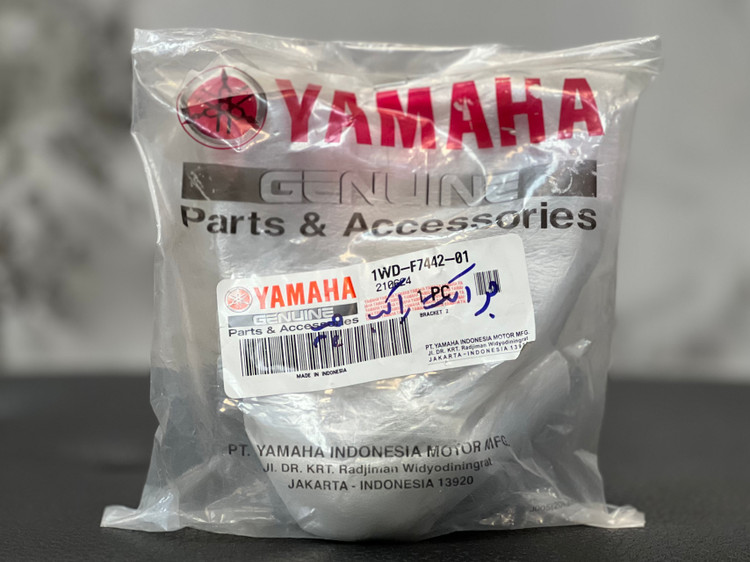 YAMAHA
GENUINE
Parts & Accessories
YAMAHA
GENUINE
Parts & Accessories
1WD-F7442-01
210624
1 PC
BRACKET 2
PT. YAMAHA INDONESIA MOTOR MFG.
JL. DR. KRT. Radjiman Widyodiningrat
JAKARTA - INDONESIA 13920
MADE IN INDONESIA
PT. YAMAHA INDONESIA MOTOR MFG.
JL. DR. KRT. Radjiman Widyodiningrat
JAKARTA - INDONESIA 13920